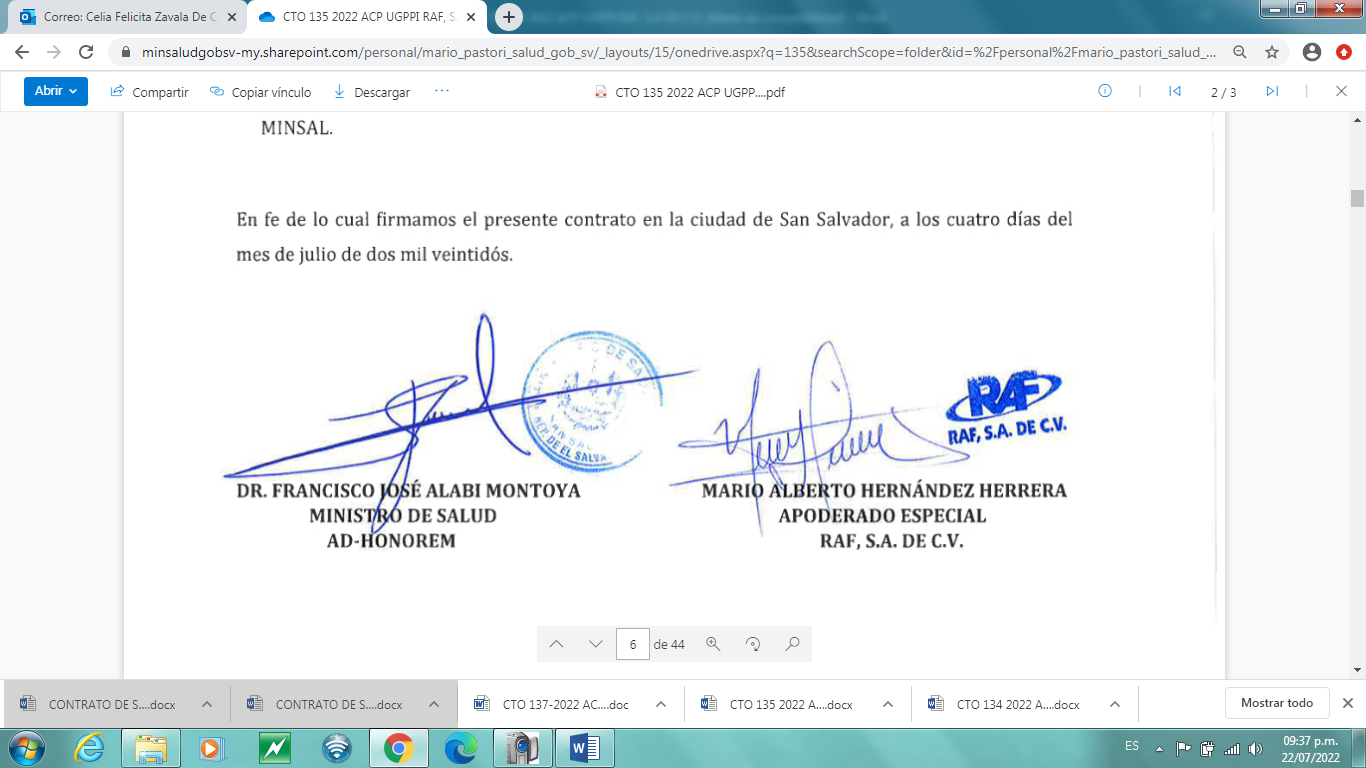 Correo: Celia Felicita Zavala De C
CTO 135 2022 ACP UGPPI RAF, S.
minsaludgobsv-my.sharepoint.com/personal/mario_pastori_salud_gob_sv/_layouts/15/onedrive.aspx?q=135&searchScope=folder&id=%2Fpersonal%2Fmario_pastori_salud_...
Abrir
Compartir
Copiar vínculo
Descargar
CTO 135 2022 ACP UGPP....pdf
2 / 3
MINSAL.
En fe de lo cual firmamos el presente contrato en la ciudad de San Salvador, a los cuatro días del
mes de julio de dos mil veintidós.
DE EL SALVA
RAF
RAF, S.A. DE C.V.
DR. FRANCISCO JOSÉ ALABI MONTOYA
MINISTRO DE SALUD
AD-HONOREM
MARIO ALBERTO HERNÁNDEZ HERRERA
APODERADO ESPECIAL
RAF, S.A. DE C.V.
6 de 44
CONTRATO DE S....docx
CONTRATO DE S....docx
CTO 137-2022 AC....doc
CTO 135 2022 A....docx
CTO 134 2022 A....docx
Mostrar todo
ES
09:37 p.m.
22/07/2022